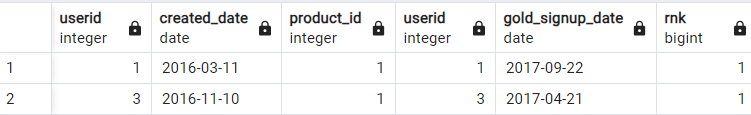 userid created_date product_id userid gold_signup_date rnk
integer date integer integer date bigint
1 1 2016-03-11 1 1 2017-09-22 1
2 3 2016-11-10 1 3 2017-04-21 1